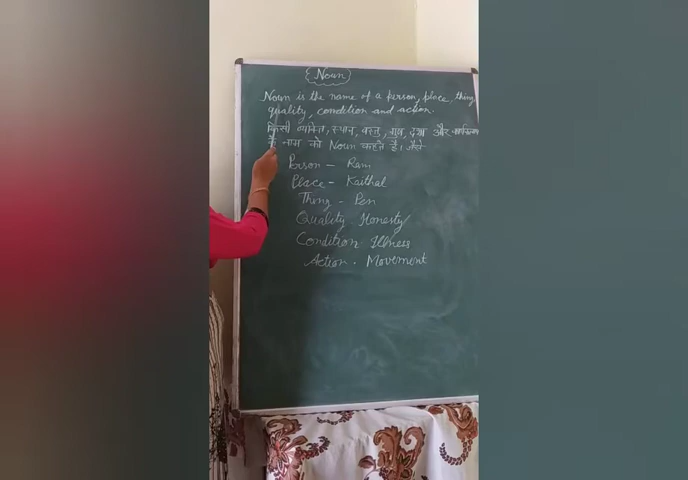 Noun
Noun is the name of a person, place, thing
quality, condition and action.
किसी व्यक्ति, स्थान, वस्तु, गुण, दशा और
के नाम को Noun कहते है। जैसे
Person - Ram
Place - Kaithal
Thing - Pen
Quality Honesty
Condition Illness
Action. Movement